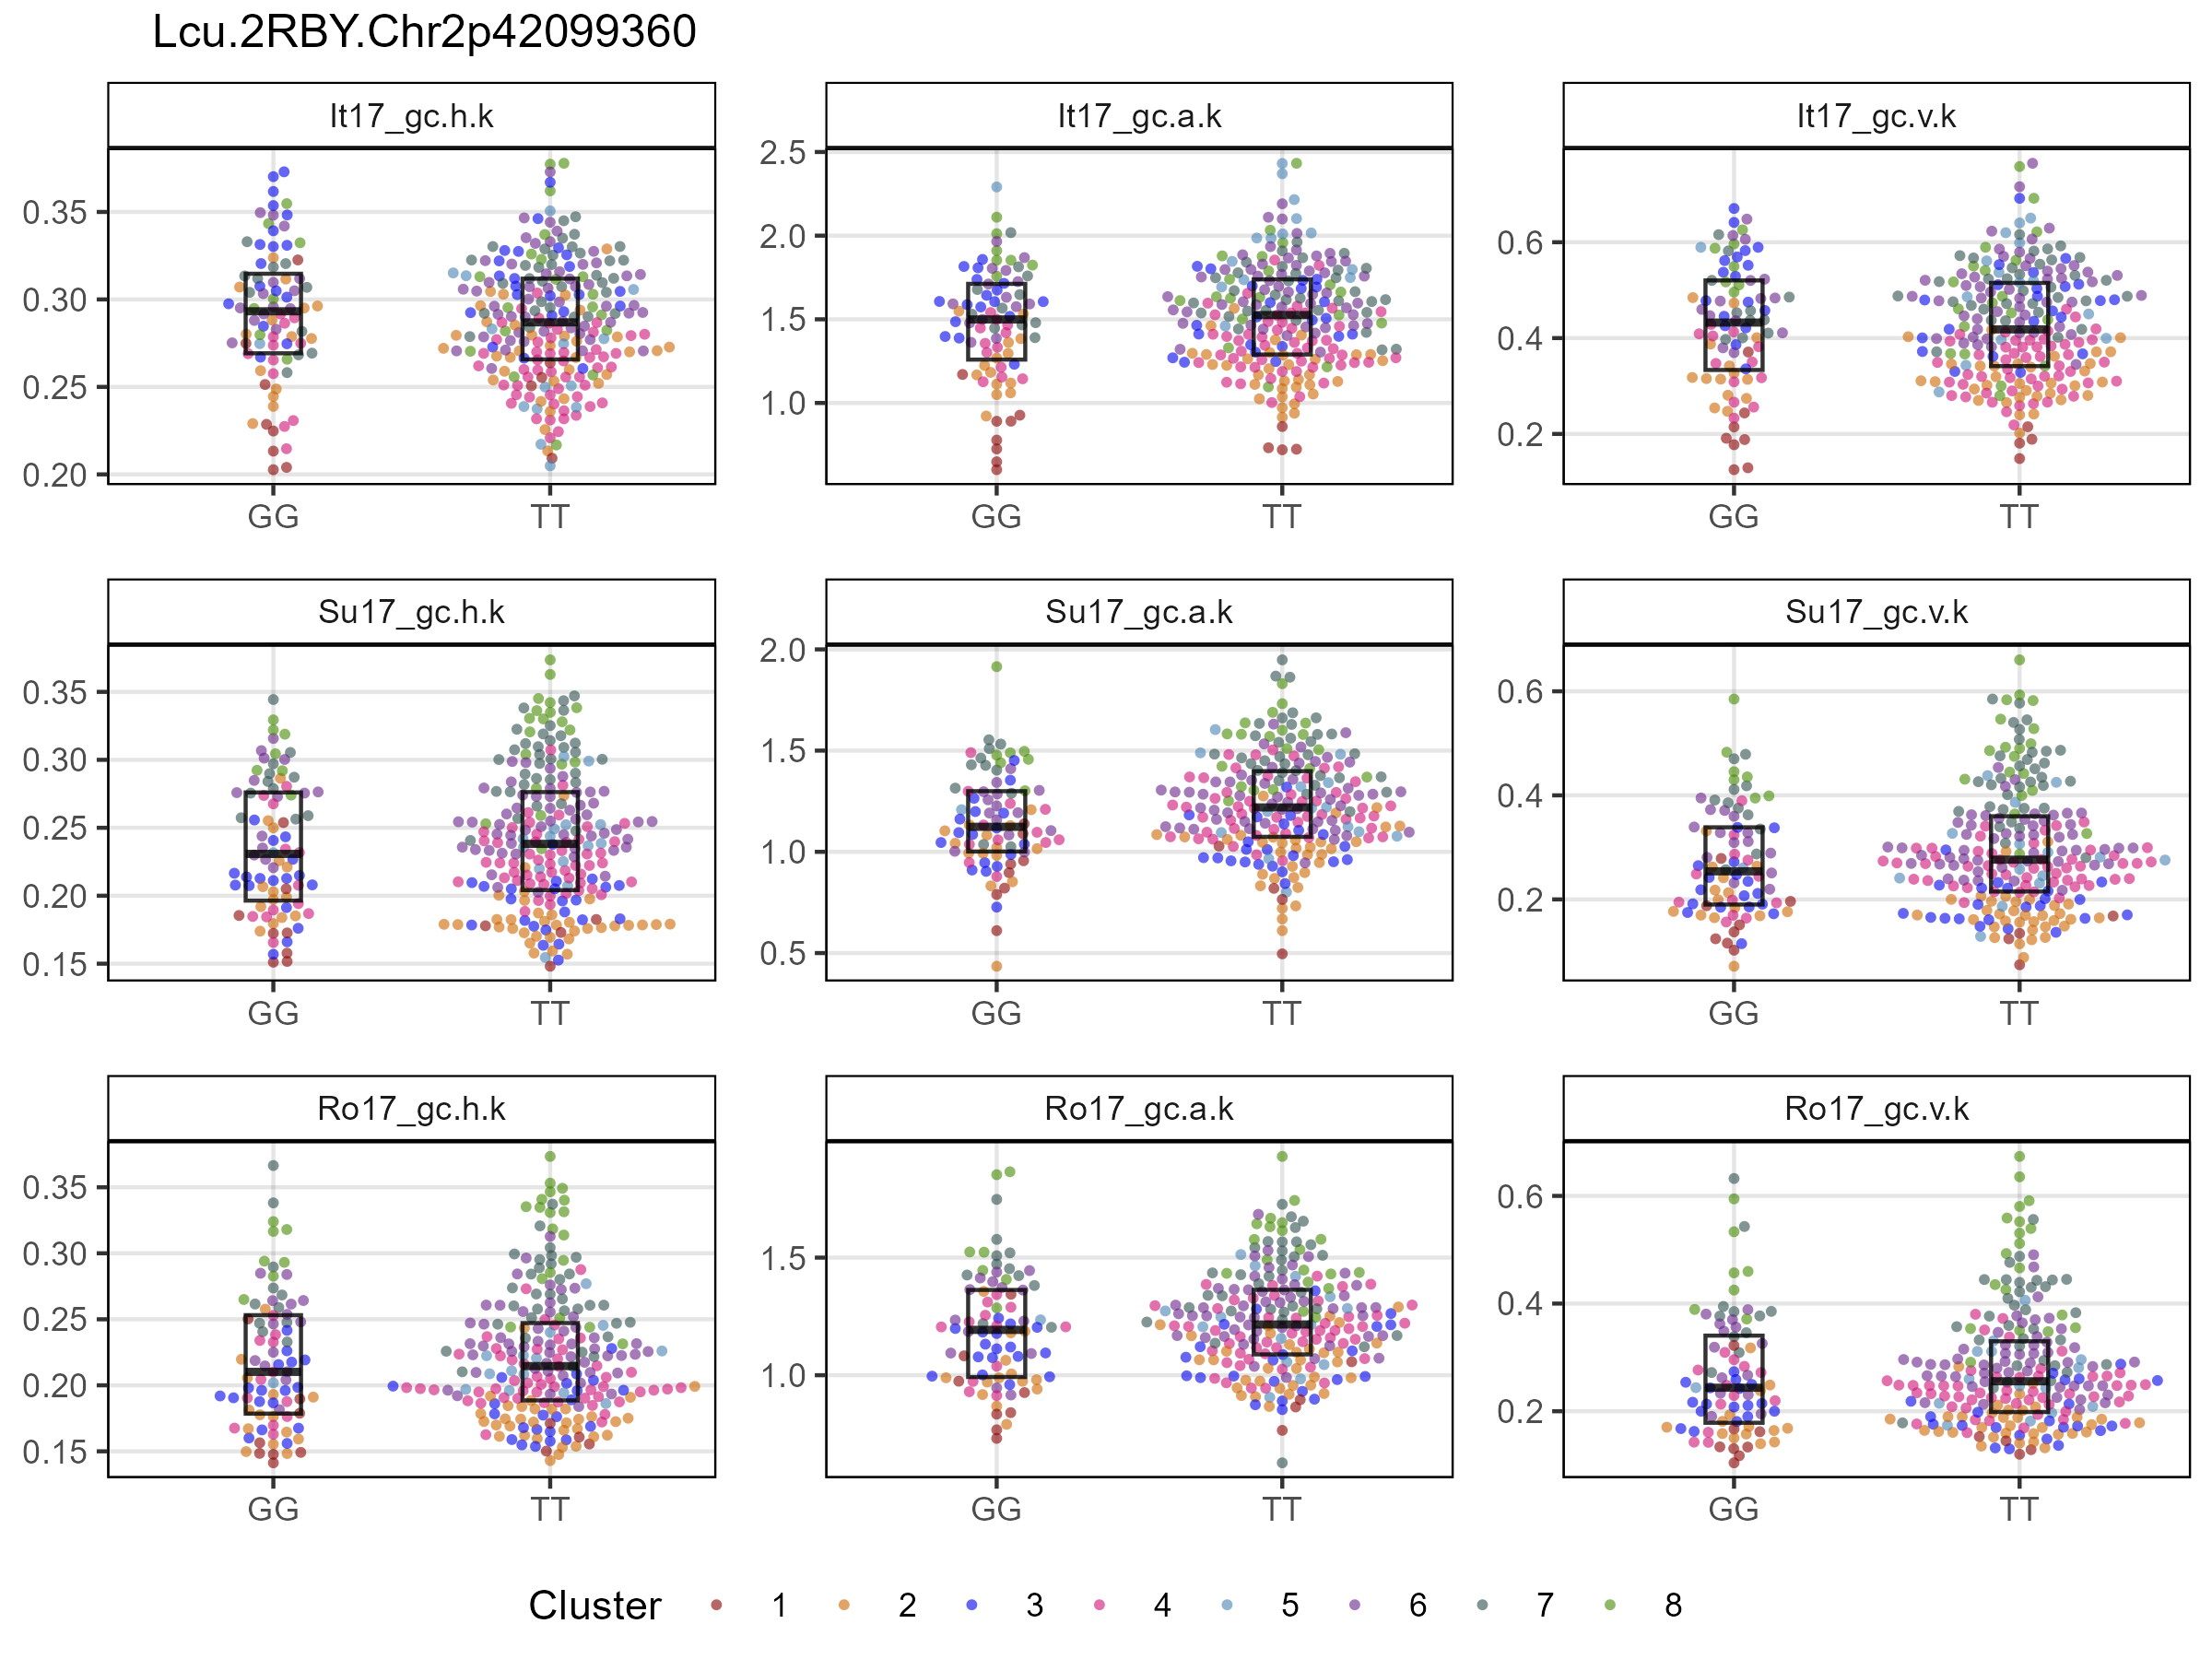 Lcu.2RBY.Chr2p42099360
It17_gc.h.k
It17_gc.a.k
It17_gc.v.k
0.35
0.30
0.25
0.20
GG
TT
2.5
2.0
1.5
1.0
GG
TT
0.6
0.4
0.2
GG
TT
Su17_gc.h.k
Su17_gc.a.k
Su17_gc.v.k
0.35
0.30
0.25
0.20
0.15
GG
TT
2.0
1.5
1.0
0.5
GG
TT
0.6
0.4
0.2
GG
TT
Ro17_gc.h.k
Ro17_gc.a.k
Ro17_gc.v.k
0.35
0.30
0.25
0.20
0.15
GG
TT
1.5
1.0
GG
TT
0.6
0.4
0.2
GG
TT
Cluster 1 2 3 4 5 6 7 8